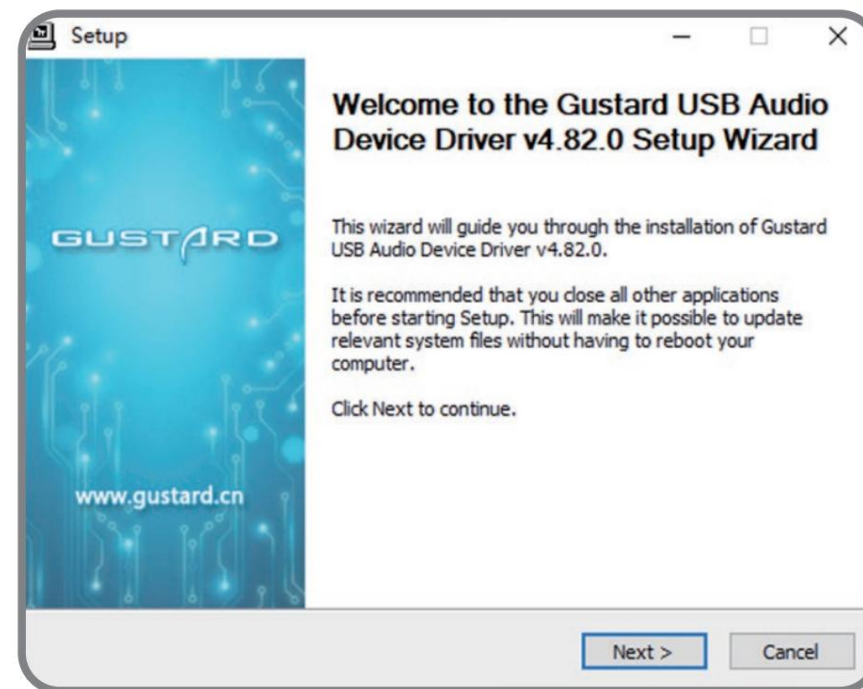 Setup
Welcome to the Gustard USB Audio
Device Driver v4.82.0 Setup Wizard
GUSTARD
www.gustard.cn
This wizard will guide you through the installation of Gustard
USB Audio Device Driver v4.82.0.
It is recommended that you close all other applications
before starting Setup. This will make it possible to update
relevant system files without having to reboot your
computer.
Click Next to continue.
Next >
Cancel